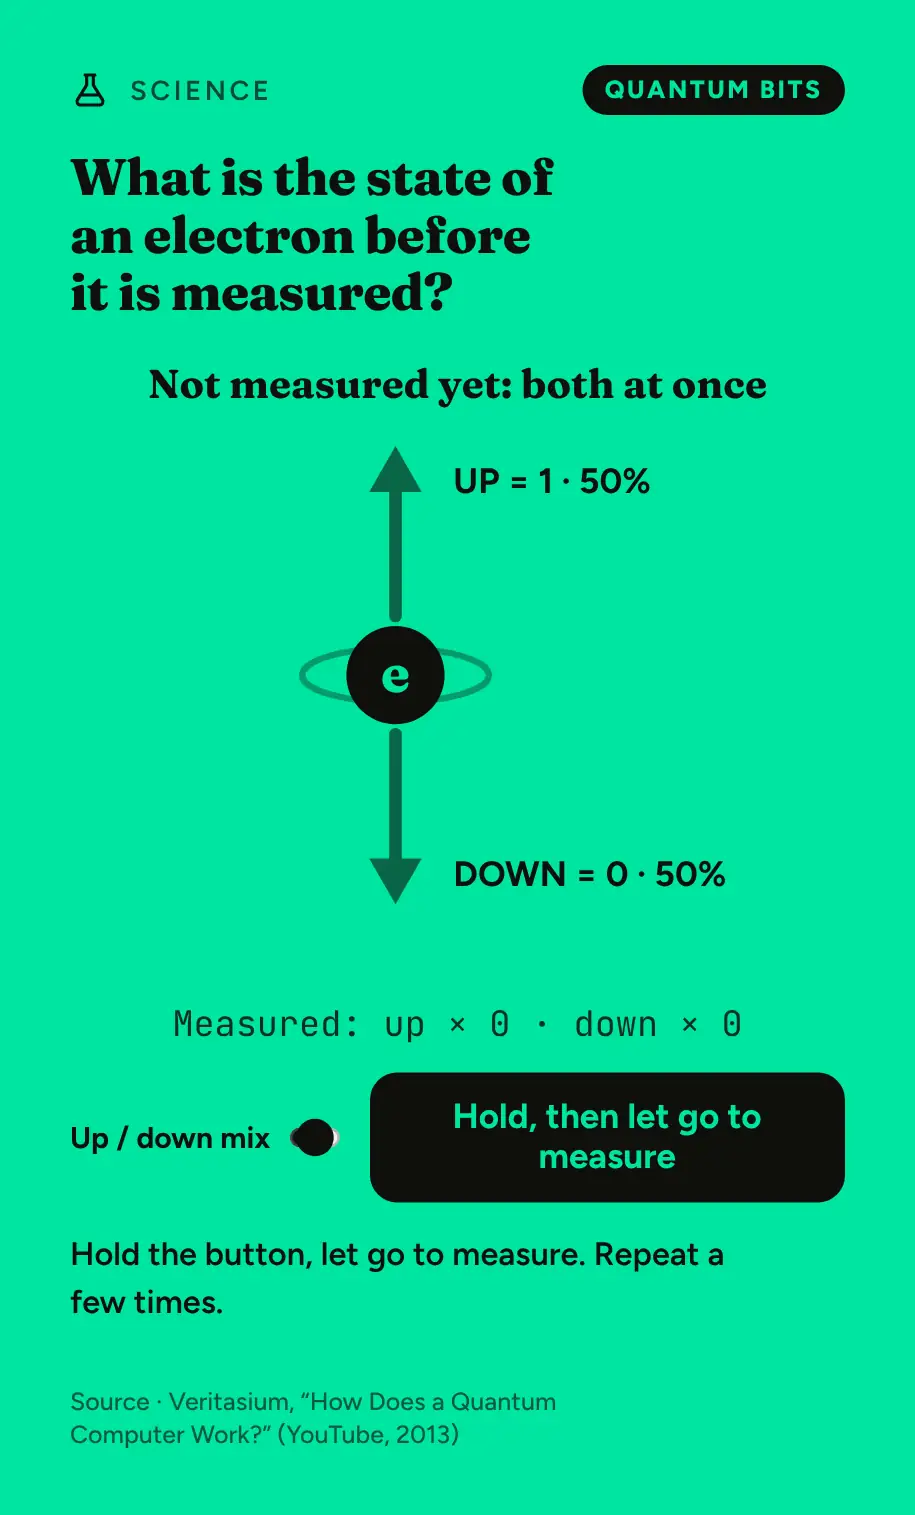 SCIENCE
QUANTUM BITS
What is the state of
an electron before
it is measured?
Not measured yet: both at once
UP = 1 · 50%
e
DOWN = 0 · 50%
Measured: up × 0 · down × 0
Up / down mix
Hold, then let go to
measure
Hold the button, let go to measure. Repeat a
few times.
Source · Veritasium, “How Does a Quantum
Computer Work?” (YouTube, 2013)